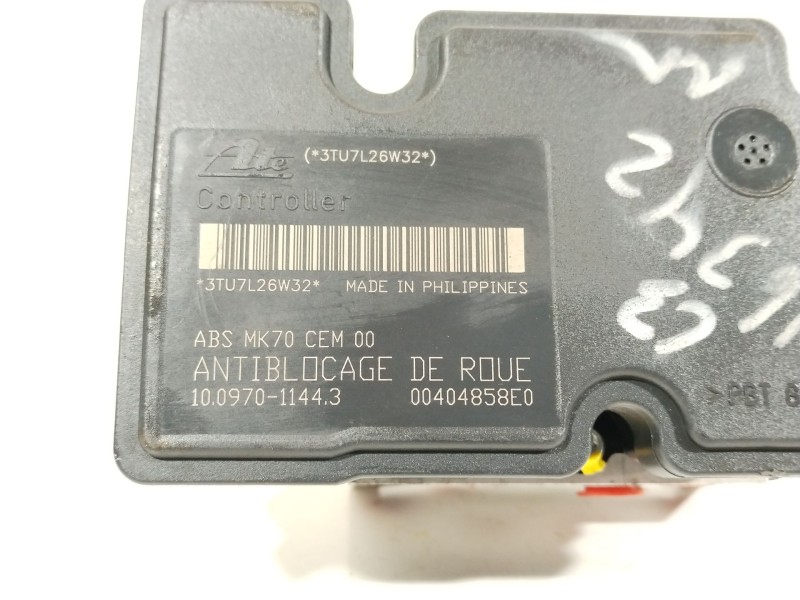 Ate (*3TU7L26W32*)
Controller
*3TU7L26W32* MADE IN PHILIPPINES
ABS MK70 CEM 00
ANTIBLOCAGE DE ROUE
10.0970-1144.3 00404858E0
>PBT